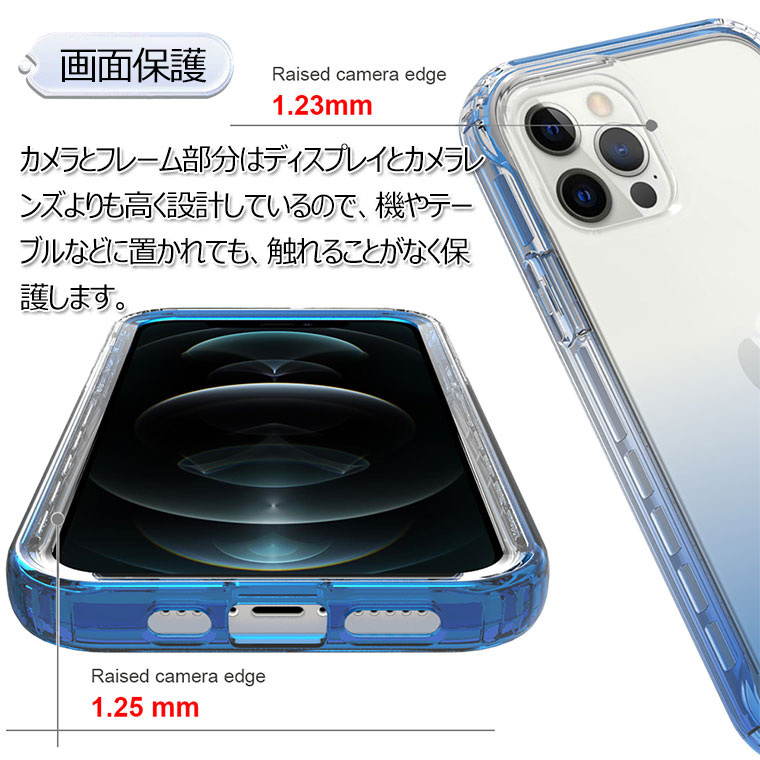 画面保護
Raised camera edge
1.23mm
カメラとフレーム部分はディスプレイとカメラレ
ンズよりも高く設計しているので、機やテー
ブルなどに置かれても、触れることがなく保
護します。
Raised camera edge
1.25 mm